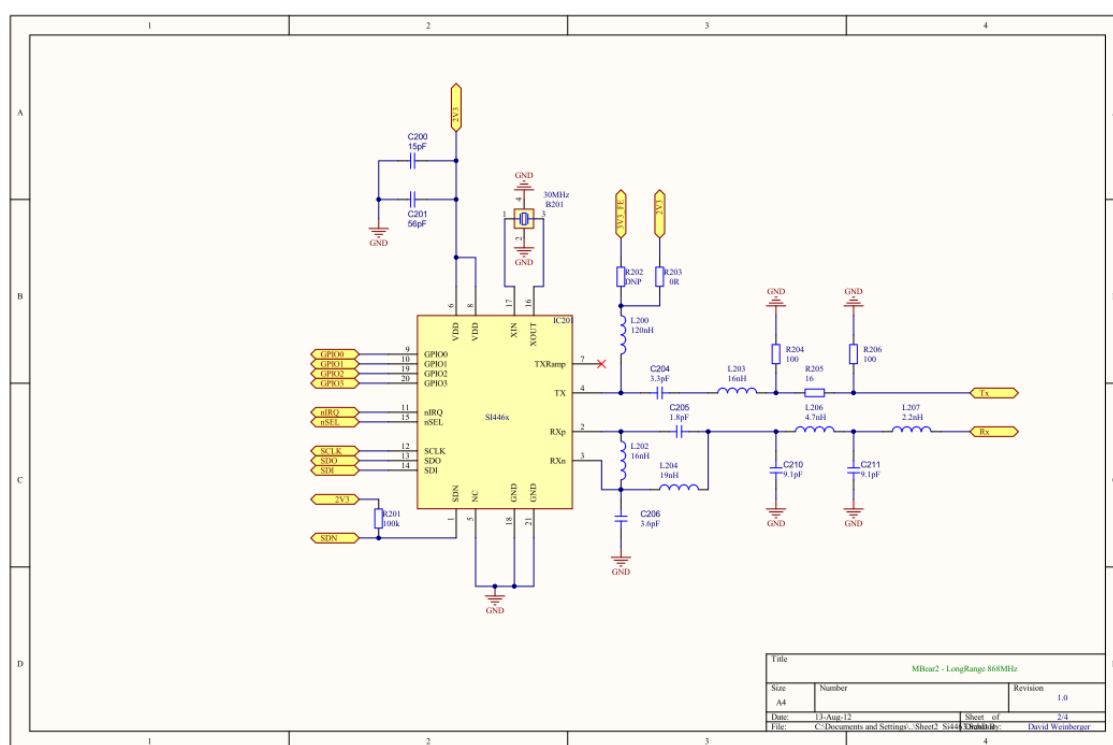 1
2
3
4
A
A
2V3
C200
15pF
C201
56pF
GND
GND
4
30MHz
B201
1
3
2
GND
3V3_FE
2V3
R202
DNP
R203
0R
B
6
8
17
16
VDD
VDD
XIN
XOUT
IC201
L200
120nH
GND
GND
R204
100
R205
16
R206
100
GPIO0
9
GPIO0
GPIO1
10
GPIO1
GPIO2
19
GPIO2
GPIO3
20
GPIO3
TXRamp
7
TX
4
C204
3.3pF
L203
16nH
Tx
nIRQ
11
nIRQ
nSEL
15
nSEL
SI446x
RXp
2
C205
1.8pF
L206
4.7nH
L207
2.2nH
Rx
SCLK
12
SCLK
SDO
13
SDO
SDI
14
SDI
RXn
3
L202
16nH
L204
19nH
C210
9.1pF
C211
9.1pF
C
2V3
R201
100k
SDN
SDN
NC
GND
GND
1
5
18
21
C206
3.6pF
GND
GND
GND
GND
D
Title
MBear2 - LongRange 868MHz
Size
Number
Revision
A4
1.0
Date:
13-Aug-12
Sheet of
2/4
File:
C:\Documents and Settings\..\Sheet2_Si446
David Weinberger
1
2
3
4